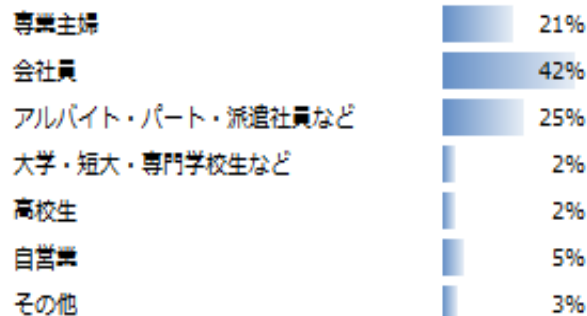 専業主婦 21%
会社員 42%
アルバイト・パート・派遣社員など 25%
大学・短大・専門学校生など 2%
高校生 2%
自営業 5%
その他 3%